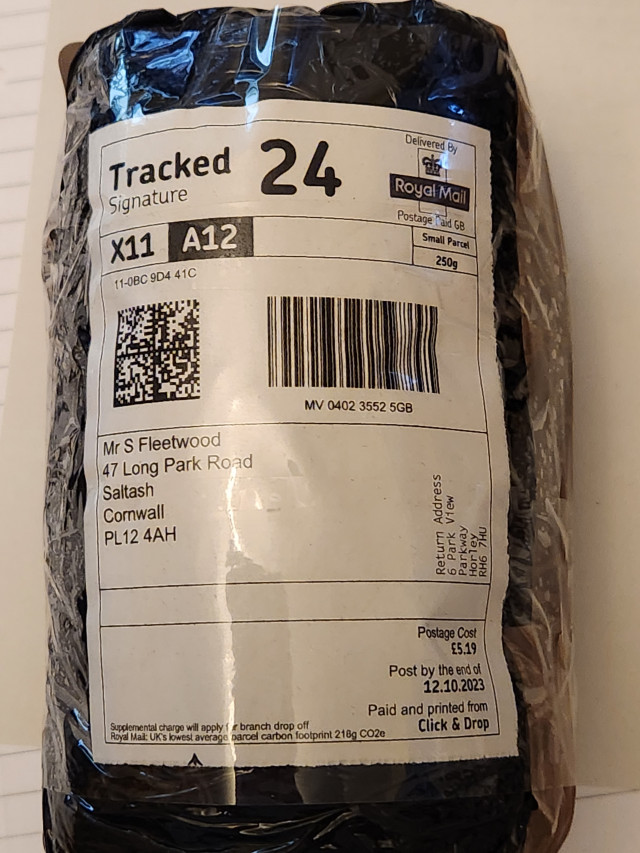 Tracked 24
Signature
Delivered By
Royal Mail
Postage Paid GB
X11 A12
Small Parcel
250g
11-0BC 9D4 41C
MV 0402 3552 5GB
Mr S Fleetwood
47 Long Park Road
Saltash
Cornwall
PL12 4AH
Return Address
6 Park View
Parkway
Horley
RH6 7HU
Postage Cost
£5.19
Post by the end of
12.10.2023
Paid and printed from
Click & Drop
Supplemental charge will apply for branch drop off
Royal Mail: UK's lowest average parcel carbon footprint 218g CO2e